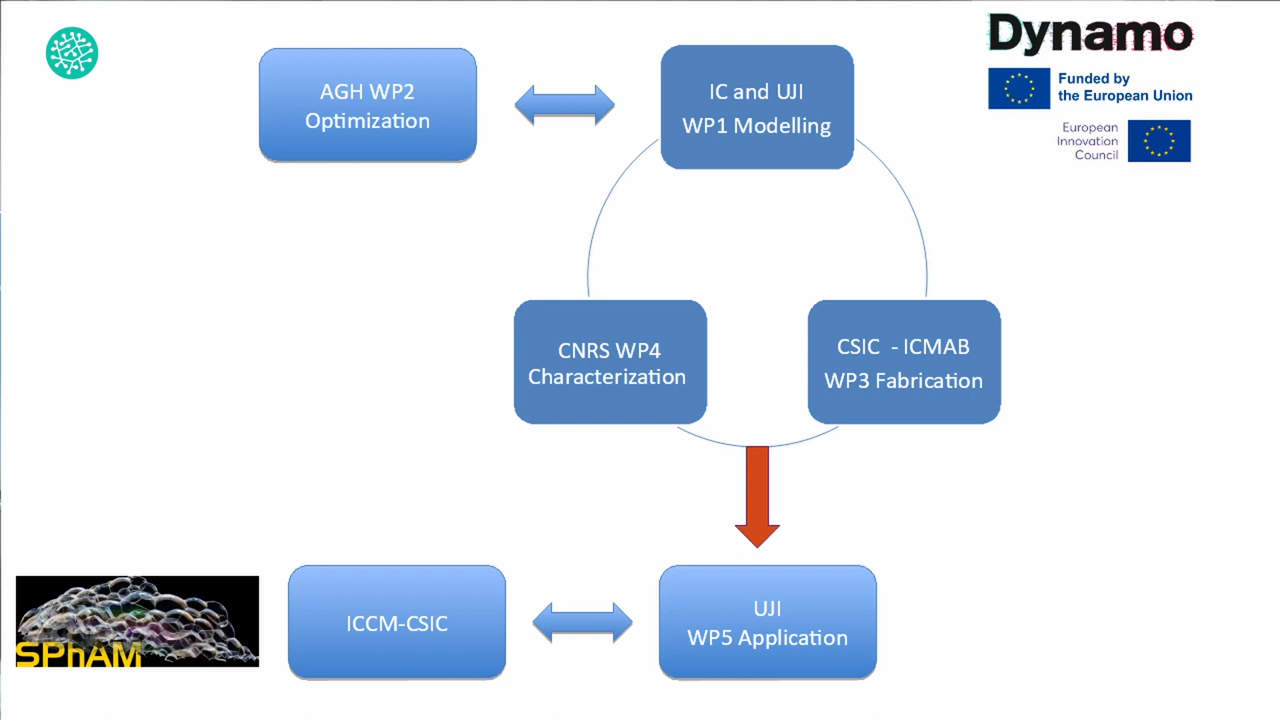 Dynamo
Funded by
the European Union
European
Innovation
Council
AGH WP2
Optimization
IC and UJI
WP1 Modelling
CNRS WP4
Characterization
CSIC - ICMAB
WP3 Fabrication
ICCM-CSIC
UJI
WP5 Application
SPhAM